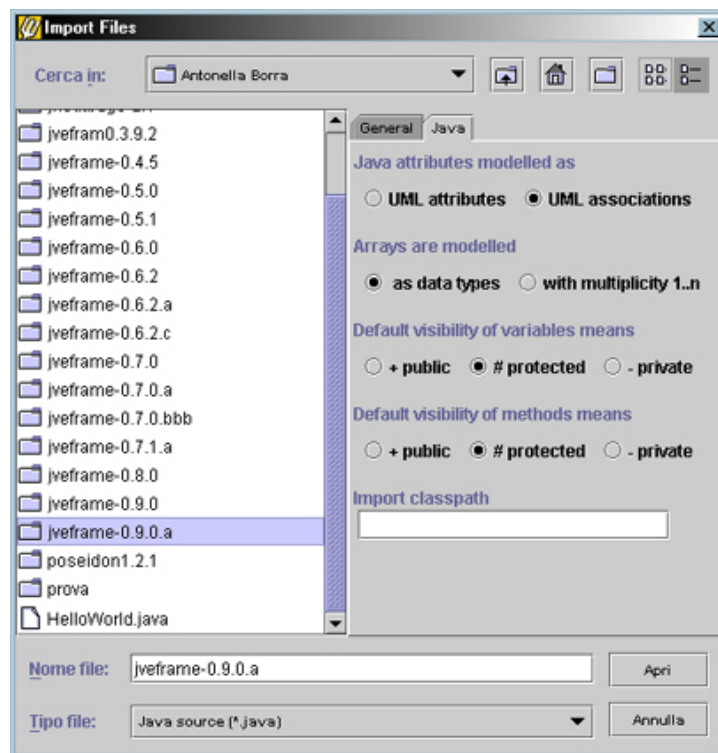 Import Files
Cerca in:
Antonella Borra
jvefram0.3.9.2
jveframe-0.4.5
jveframe-0.5.0
jveframe-0.5.1
jveframe-0.6.0
jveframe-0.6.2
jveframe-0.6.2.a
jveframe-0.6.2.c
jveframe-0.7.0
jveframe-0.7.0.a
jveframe-0.7.0.bbb
jveframe-0.7.1.a
jveframe-0.8.0
jveframe-0.9.0
jveframe-0.9.0.a
poseidon1.2.1
prova
HelloWorld.java
General Java
Java attributes modelled as
UML attributes UML associations
Arrays are modelled
as data types with multiplicity 1..n
Default visibility of variables means
+ public # protected - private
Default visibility of methods means
+ public # protected - private
Import classpath
Nome file: jveframe-0.9.0.a Apri
Tipo file: Java source (*.java) Annulla